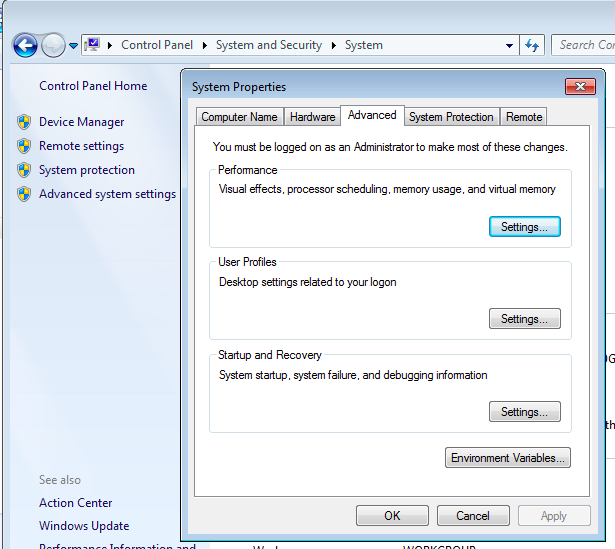 Control Panel
System and Security
System
Search Con
Control Panel Home
Device Manager
Remote settings
System protection
Advanced system settings
System Properties
Computer Name
Hardware
Advanced
System Protection
Remote
You must be logged on as an Administrator to make most of these changes.
Performance
Visual effects, processor scheduling, memory usage, and virtual memory
Settings...
User Profiles
Desktop settings related to your logon
Settings...
Startup and Recovery
System startup, system failure, and debugging information
Settings...
Environment Variables...
OK
Cancel
Apply
See also
Action Center
Windows Update
Performance Information and
WORKGROUP